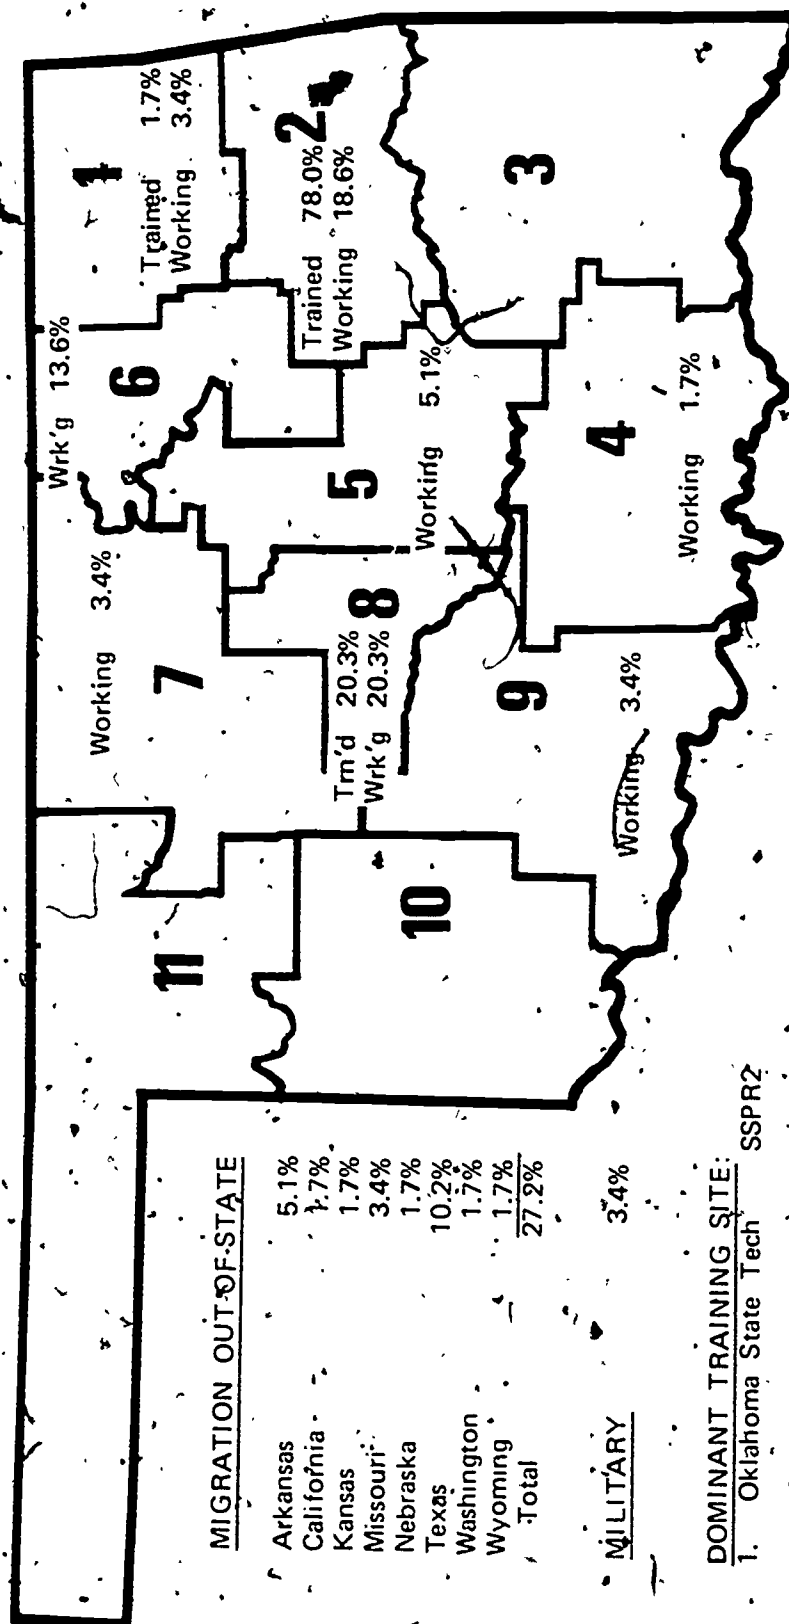 1
Trained 1.7%
Working 3.4%
2
Trained 78.0%
Working 18.6%
3
4
Working 1.7%
5
Working 5.1%
6
Wrk'g 13.6%
7
Working 3.4%
8
Trn'd 20.3%
Wrk'g 20.3%
9
Working 3.4%
10
11
MIGRATION OUT-OF-STATE
Arkansas 5.1%
California 1.7%
Kansas 1.7%
Missouri 3.4%
Nebraska 1.7%
Texas 10.2%
Washington 1.7%
Wyoming 1.7%
Total 27.2%
MILITARY 3.4%
DOMINANT TRAINING SITE:
1. Oklahoma State Tech SSPR2